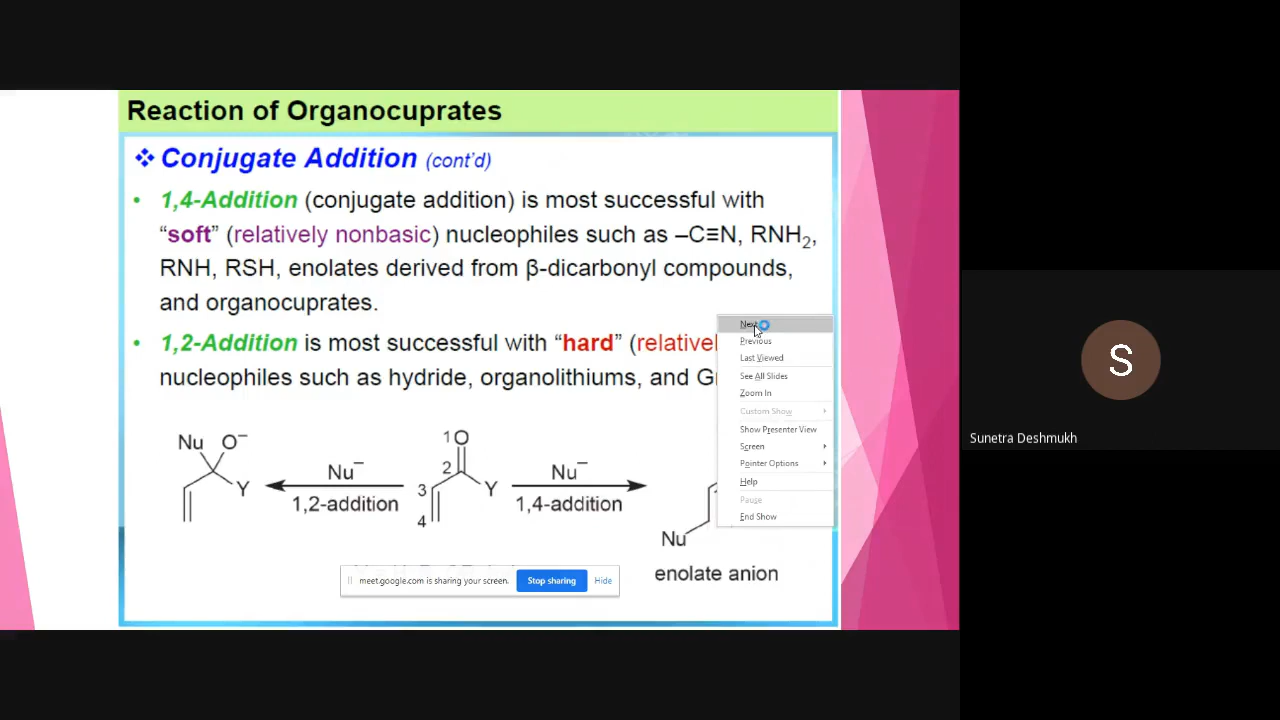 Reaction of Organocuprates
❖ Conjugate Addition (cont'd)
• 1,4-Addition (conjugate addition) is most successful with
“soft” (relatively nonbasic) nucleophiles such as –C≡N, RNH₂,
RNH, RSH, enolates derived from β-dicarbonyl compounds,
and organocuprates.
• 1,2-Addition is most successful with “hard” (relativel
nucleophiles such as hydride, organolithiums, and G
Next
Previous
Last Viewed
See All Slides
Zoom In
Custom Show
Show Presenter View
Screen
Pointer Options
Help
Pause
End Show
Nu O⁻
Y
Nu⁻
1,2-addition
1 O
2
3
4
Y
Nu⁻
1,4-addition
Nu
enolate anion
meet.google.com is sharing your screen. Stop sharing Hide
S
Sunetra Deshmukh